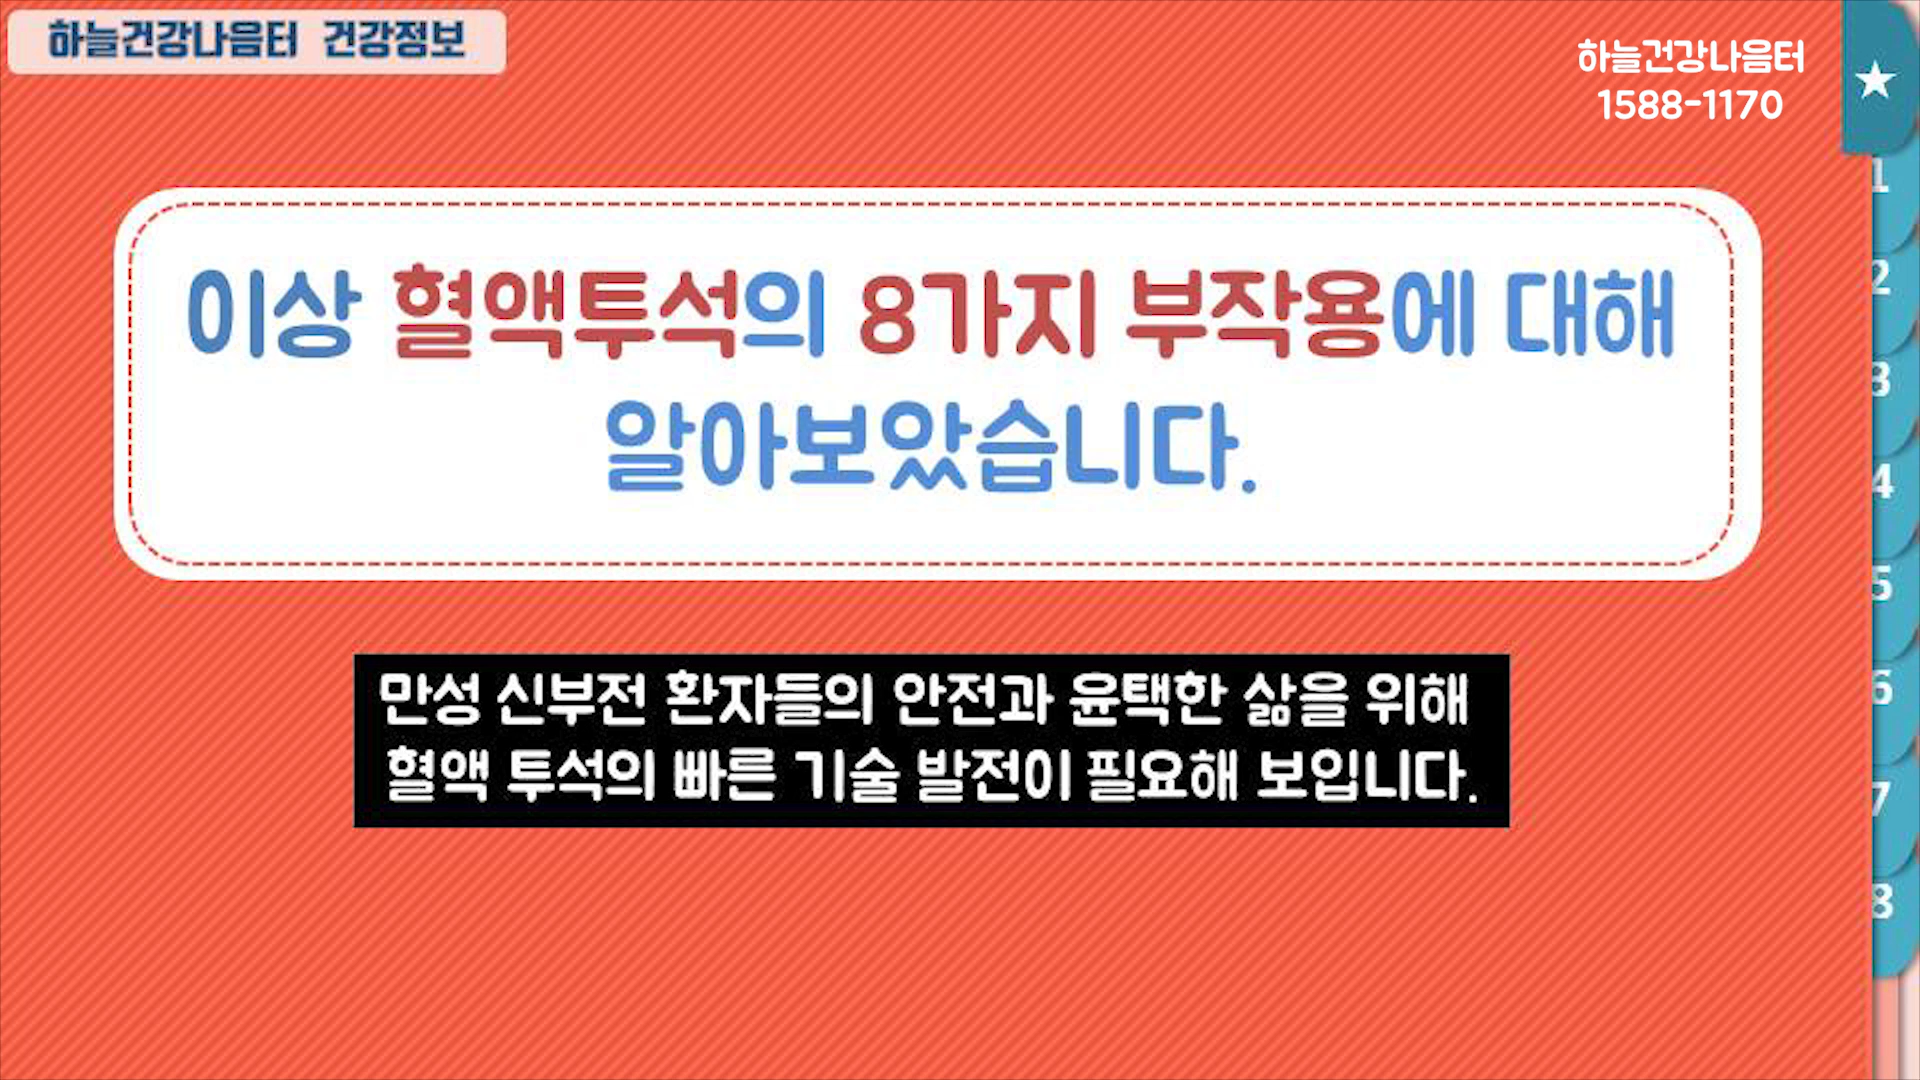 하늘건강나음터 건강정보
하늘건강나음터
1588-1170
★
이상 혈액투석의 8가지 부작용에 대해
알아보았습니다.
만성 신부전 환자들의 안전과 윤택한 삶을 위해
혈액 투석의 빠른 기술 발전이 필요해 보입니다.
1
2
3
4
5
6
7
8